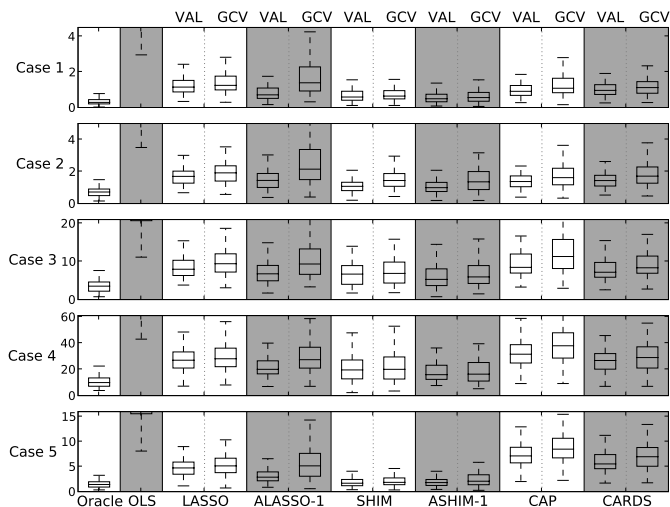 VAL GCV VAL GCV VAL GCV VAL GCV VAL GCV VAL GCV
Case 1
4
2
0
Case 2
4
2
0
Case 3
20
10
0
Case 4
60
40
20
0
Case 5
15
10
5
0
Oracle OLS LASSO ALASSO-1 SHIM ASHIM-1 CAP CARDS